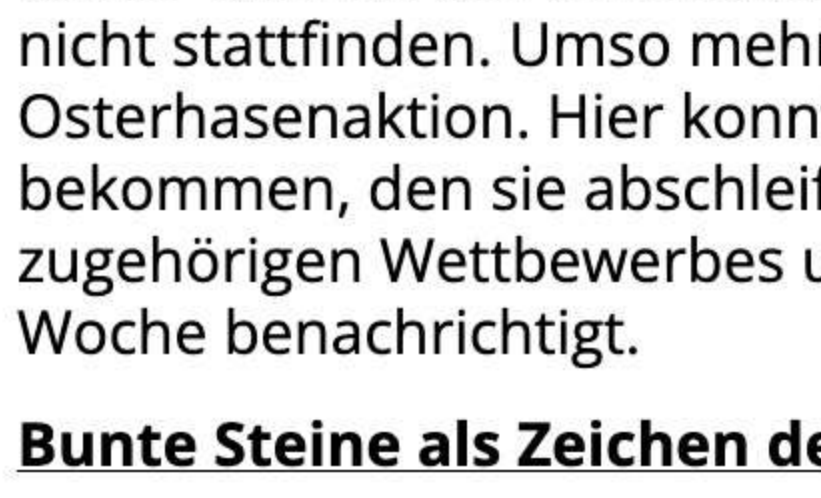 nicht stattfinden. Umso mehr
Osterhasenaktion. Hier konn
bekommen, den sie abschleif
zugehörigen Wettbewerbes u
Woche benachrichtigt.
Bunte Steine als Zeichen de